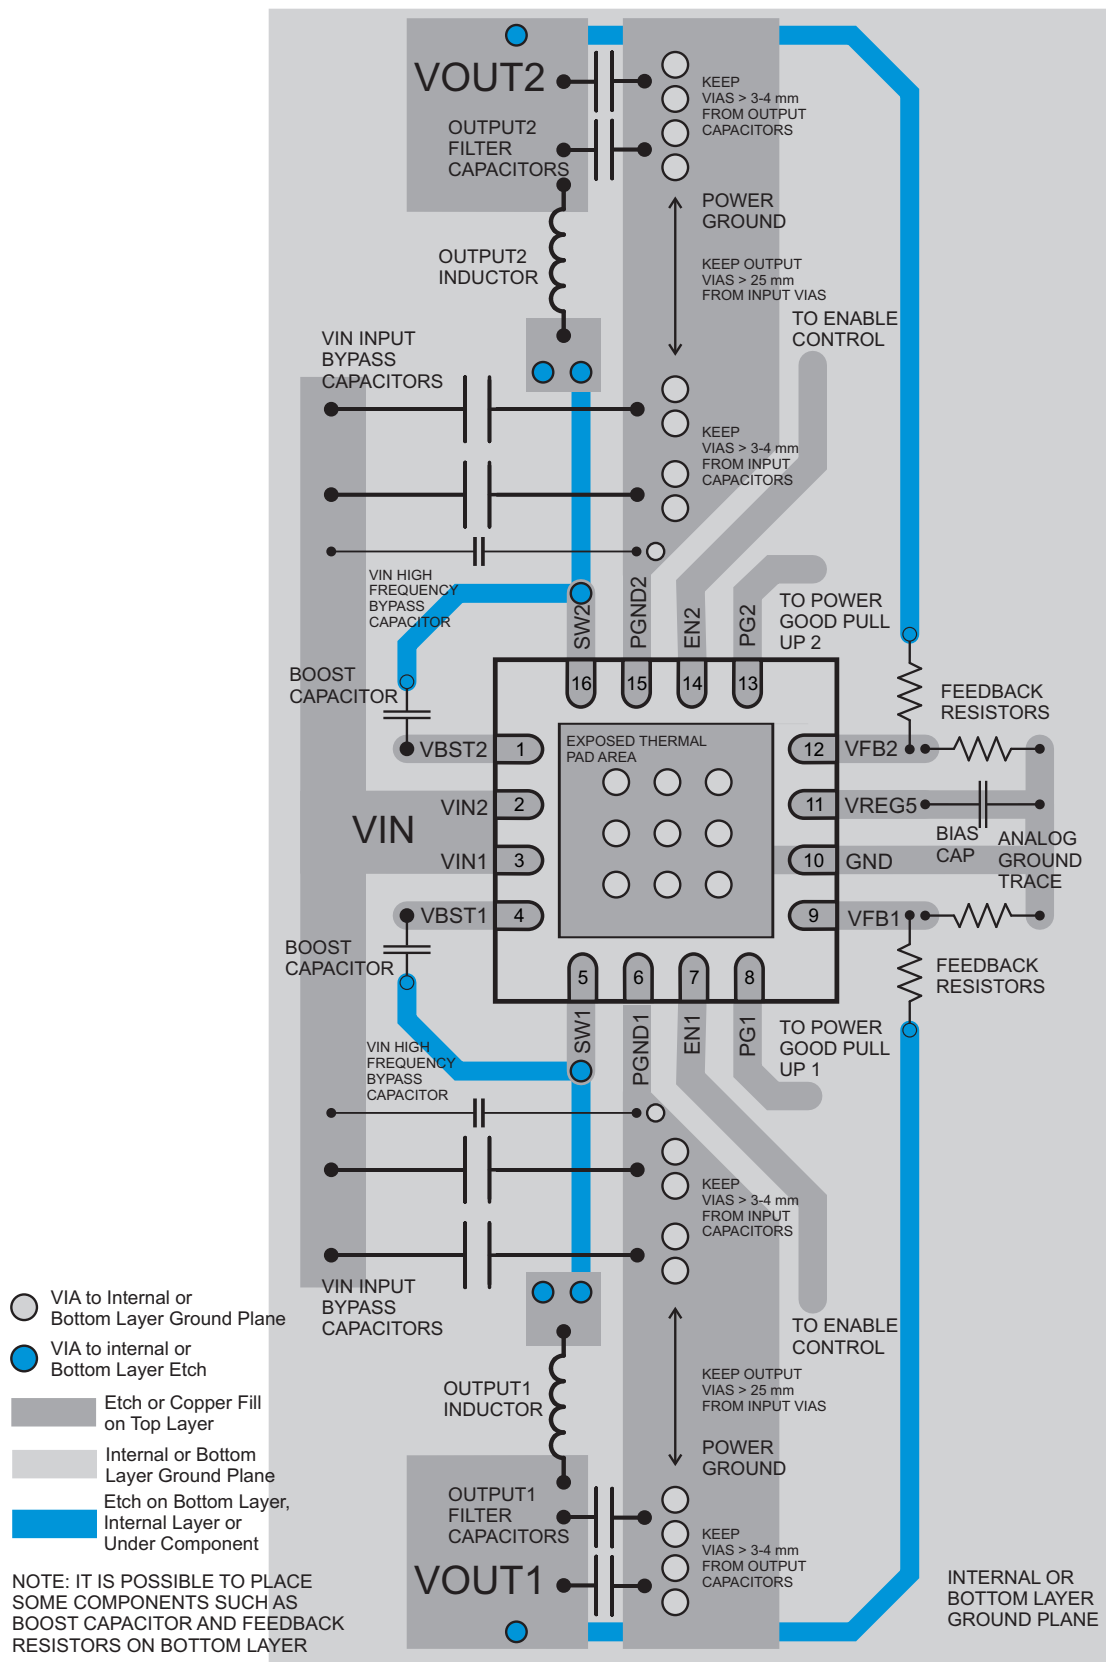 VOUT2
OUTPUT2
FILTER
CAPACITORS
KEEP
VIAS > 3-4 mm
FROM OUTPUT
CAPACITORS
POWER
GROUND
OUTPUT2
INDUCTOR
KEEP OUTPUT
VIAS > 25 mm
FROM INPUT VIAS
TO ENABLE
CONTROL
VIN INPUT
BYPASS
CAPACITORS
KEEP
VIAS > 3-4 mm
FROM INPUT
CAPACITORS
VIN HIGH
FREQUENCY
BYPASS
CAPACITOR
SW2
PGND2
EN2
PG2
TO POWER
GOOD PULL
UP 2
BOOST
CAPACITOR
16
15
14
13
FEEDBACK
RESISTORS
VBST2
1
EXPOSED THERMAL
PAD AREA
12
VFB2
VIN2
2
11
VREG5
VIN
BIAS
CAP
ANALOG
GROUND
TRACE
VIN1
3
10
GND
VBST1
4
9
VFB1
BOOST
CAPACITOR
5
6
7
8
FEEDBACK
RESISTORS
SW1
PGND1
EN1
PG1
TO POWER
GOOD PULL
UP 1
VIN HIGH
FREQUENCY
BYPASS
CAPACITOR
KEEP
VIAS > 3-4 mm
FROM INPUT
CAPACITORS
VIN INPUT
BYPASS
CAPACITORS
TO ENABLE
CONTROL
OUTPUT1
INDUCTOR
KEEP OUTPUT
VIAS > 25 mm
FROM INPUT VIAS
POWER
GROUND
OUTPUT1
FILTER
CAPACITORS
KEEP
VIAS > 3-4 mm
FROM OUTPUT
CAPACITORS
VOUT1
INTERNAL OR
BOTTOM LAYER
GROUND PLANE
VIA to Internal or
Bottom Layer Ground Plane
VIA to internal or
Bottom Layer Etch
Etch or Copper Fill
on Top Layer
Internal or Bottom
Layer Ground Plane
Etch on Bottom Layer,
Internal Layer or
Under Component
NOTE: IT IS POSSIBLE TO PLACE
SOME COMPONENTS SUCH AS
BOOST CAPACITOR AND FEEDBACK
RESISTORS ON BOTTOM LAYER